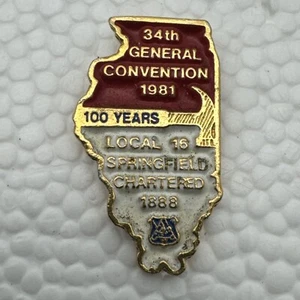 34th
GENERAL
CONVENTION
1981
100 YEARS
LOCAL 16
SPRINGFIELD
CHARTERED
1888